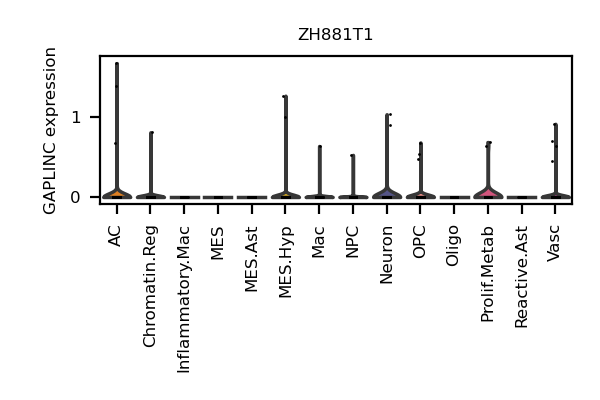 ZH881T1
GAPLINC expression
1
0
AC
Chromatin.Reg
Inflammatory.Mac
MES
MES.Ast
MES.Hyp
Mac
NPC
Neuron
OPC
Oligo
Prolif.Metab
Reactive.Ast
Vasc